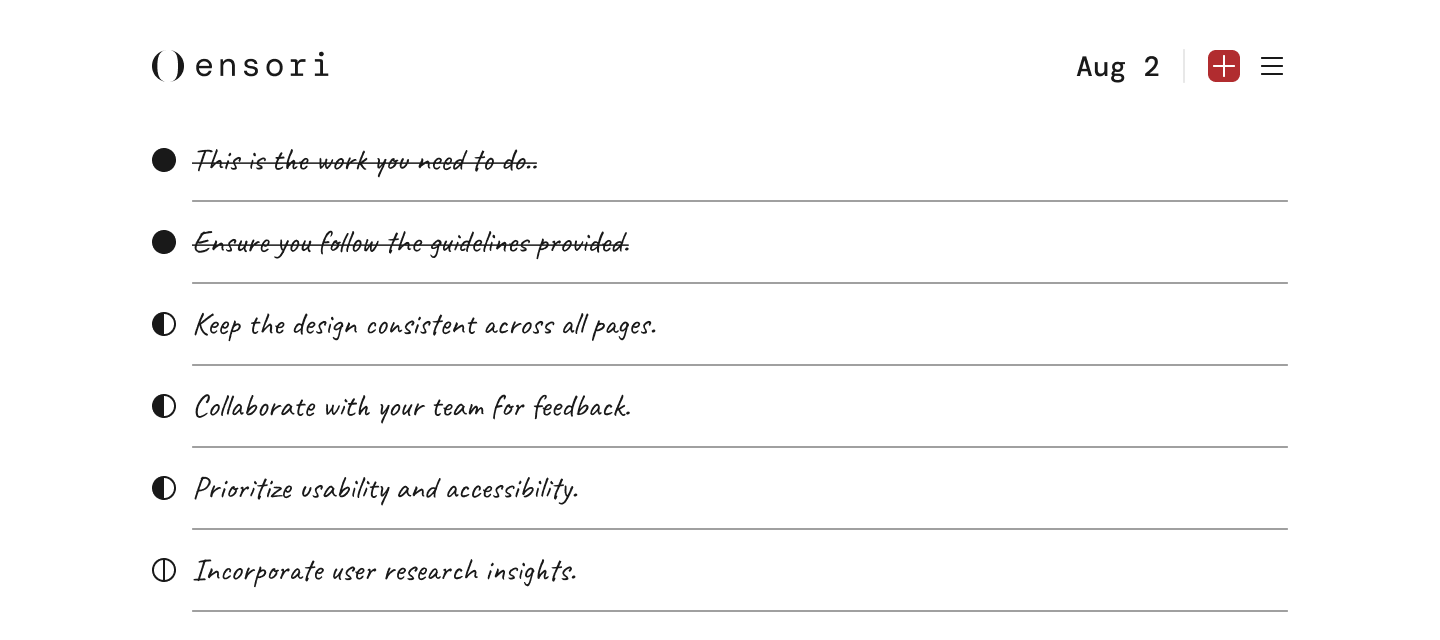 ensori
Aug 2
This is the work you need to do..
Ensure you follow the guidelines provided.
Keep the design consistent across all pages.
Collaborate with your team for feedback.
Prioritize usability and accessibility.
Incorporate user research insights.